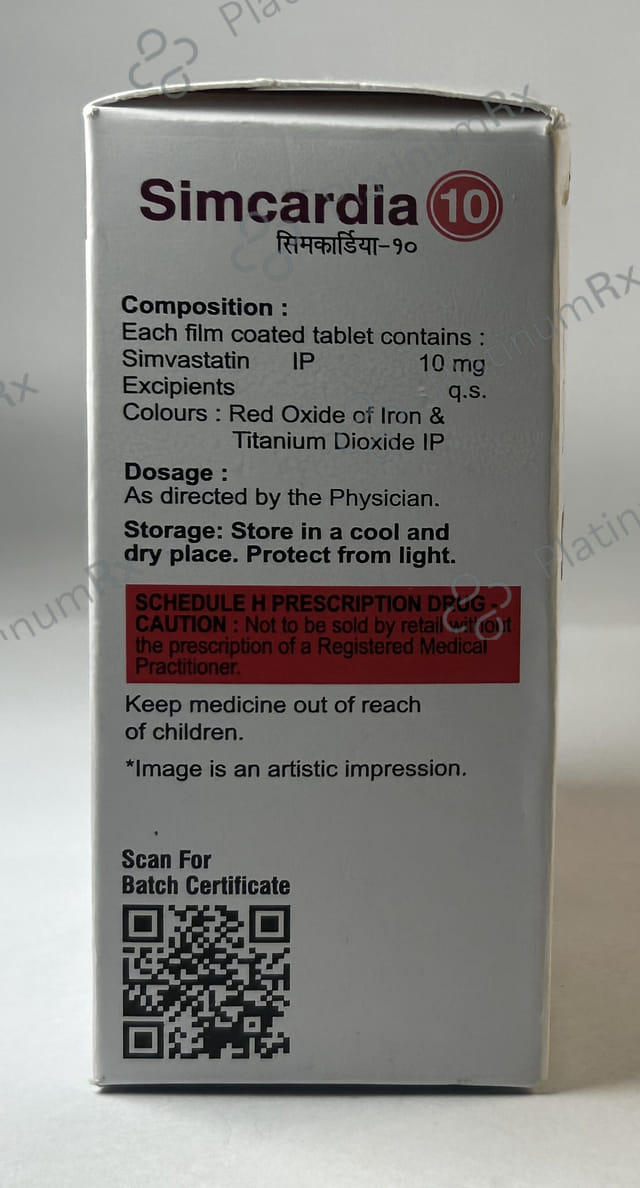 Simcardia 10
सिमकार्डिया-१०
Composition :
Each film coated tablet contains :
Simvastatin IP 10 mg
Excipients q.s.
Colours : Red Oxide of Iron &
Titanium Dioxide IP
Dosage :
As directed by the Physician.
Storage: Store in a cool and
dry place. Protect from light.
SCHEDULE H PRESCRIPTION DRUG -
CAUTION : Not to be sold by retail without
the prescription of a Registered Medical
Practitioner.
Keep medicine out of reach
of children.
*Image is an artistic impression.
Scan For
Batch Certificate
PlatinumRx